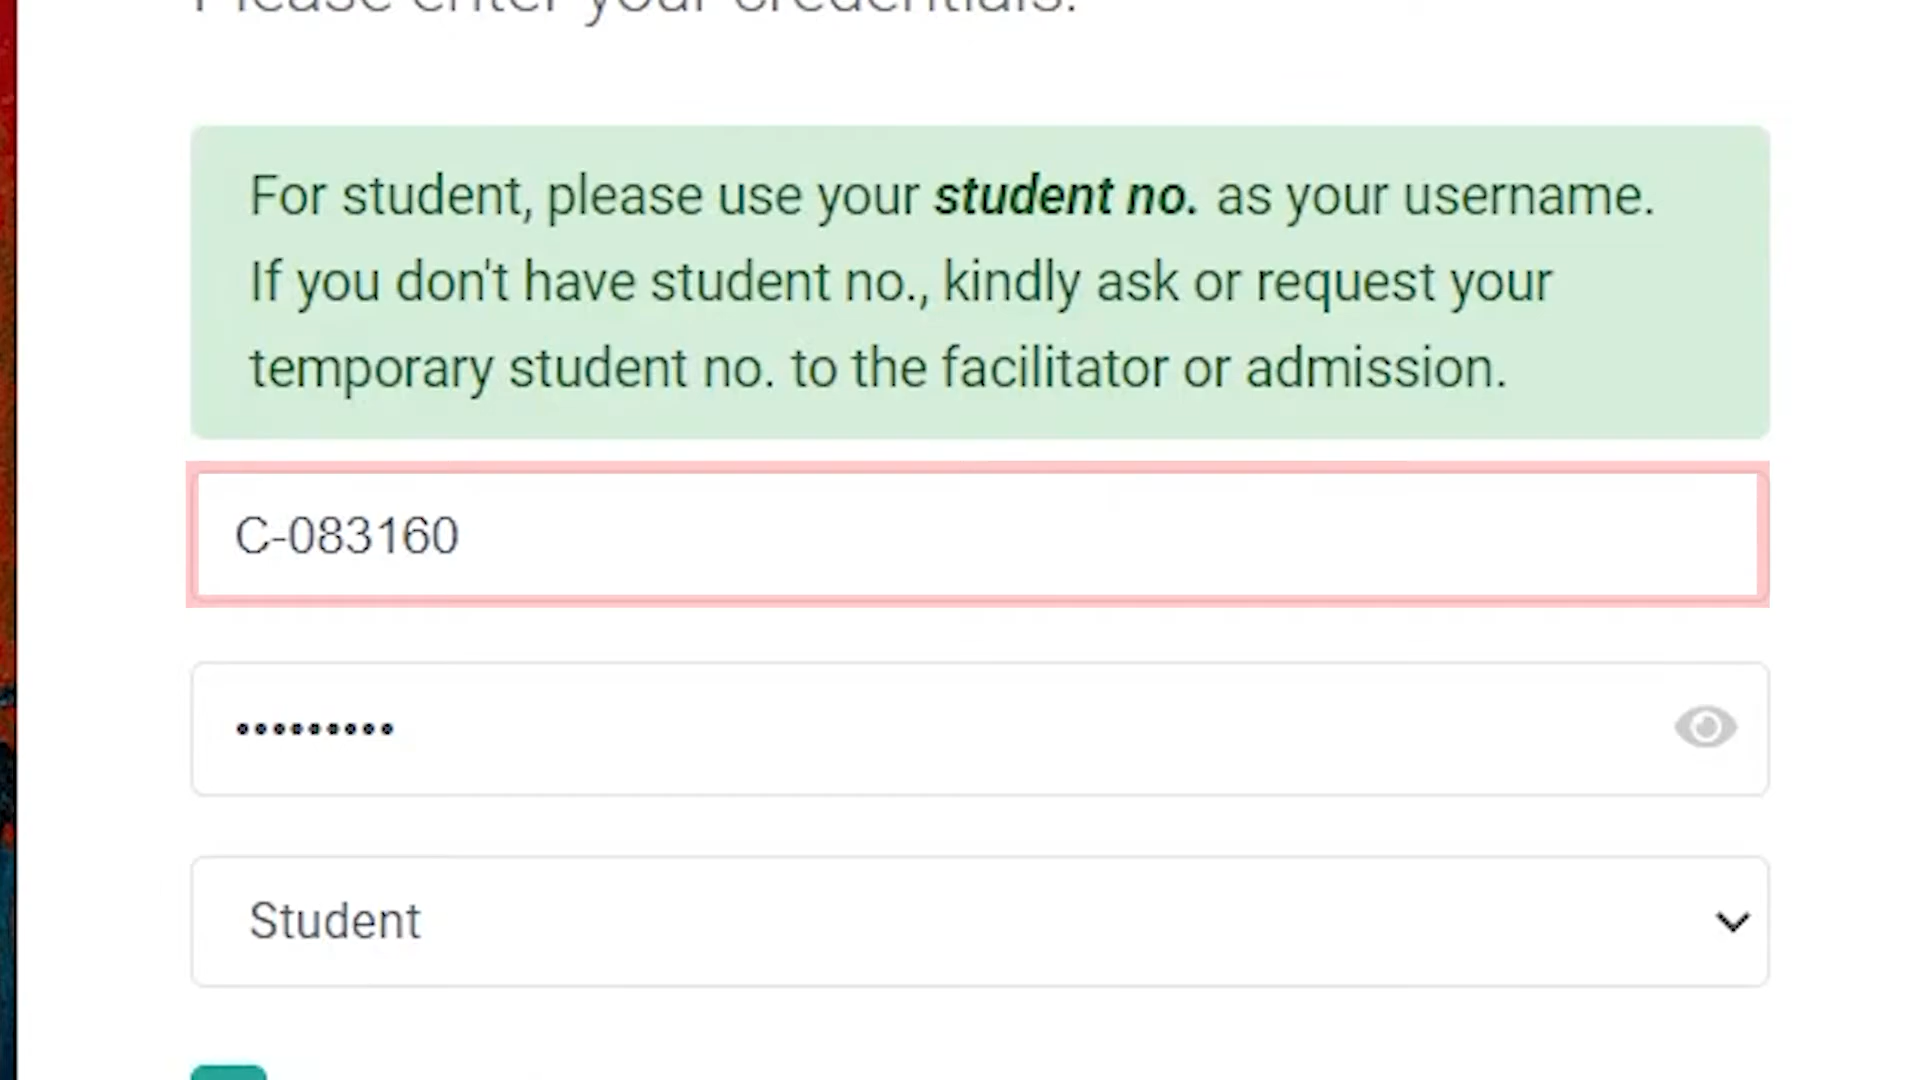 Please enter your credentials.
For student, please use your student no. as your username.
If you don't have student no., kindly ask or request your
temporary student no. to the facilitator or admission.
C-083160
•••••••••
Student